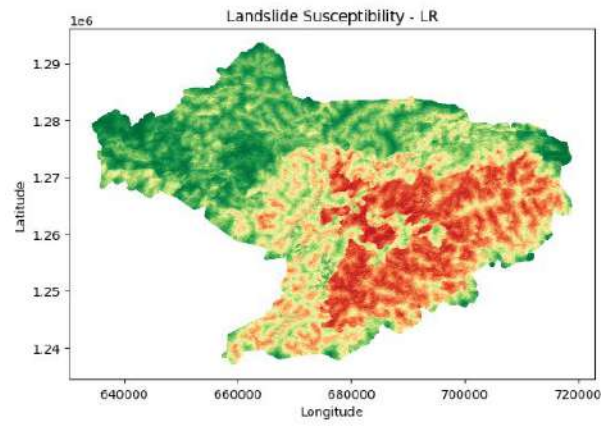 Landslide Susceptibility - LR
1e6
1.29
1.28
1.27
1.26
1.25
1.24
Latitude
640000 660000 680000 700000 720000
Longitude